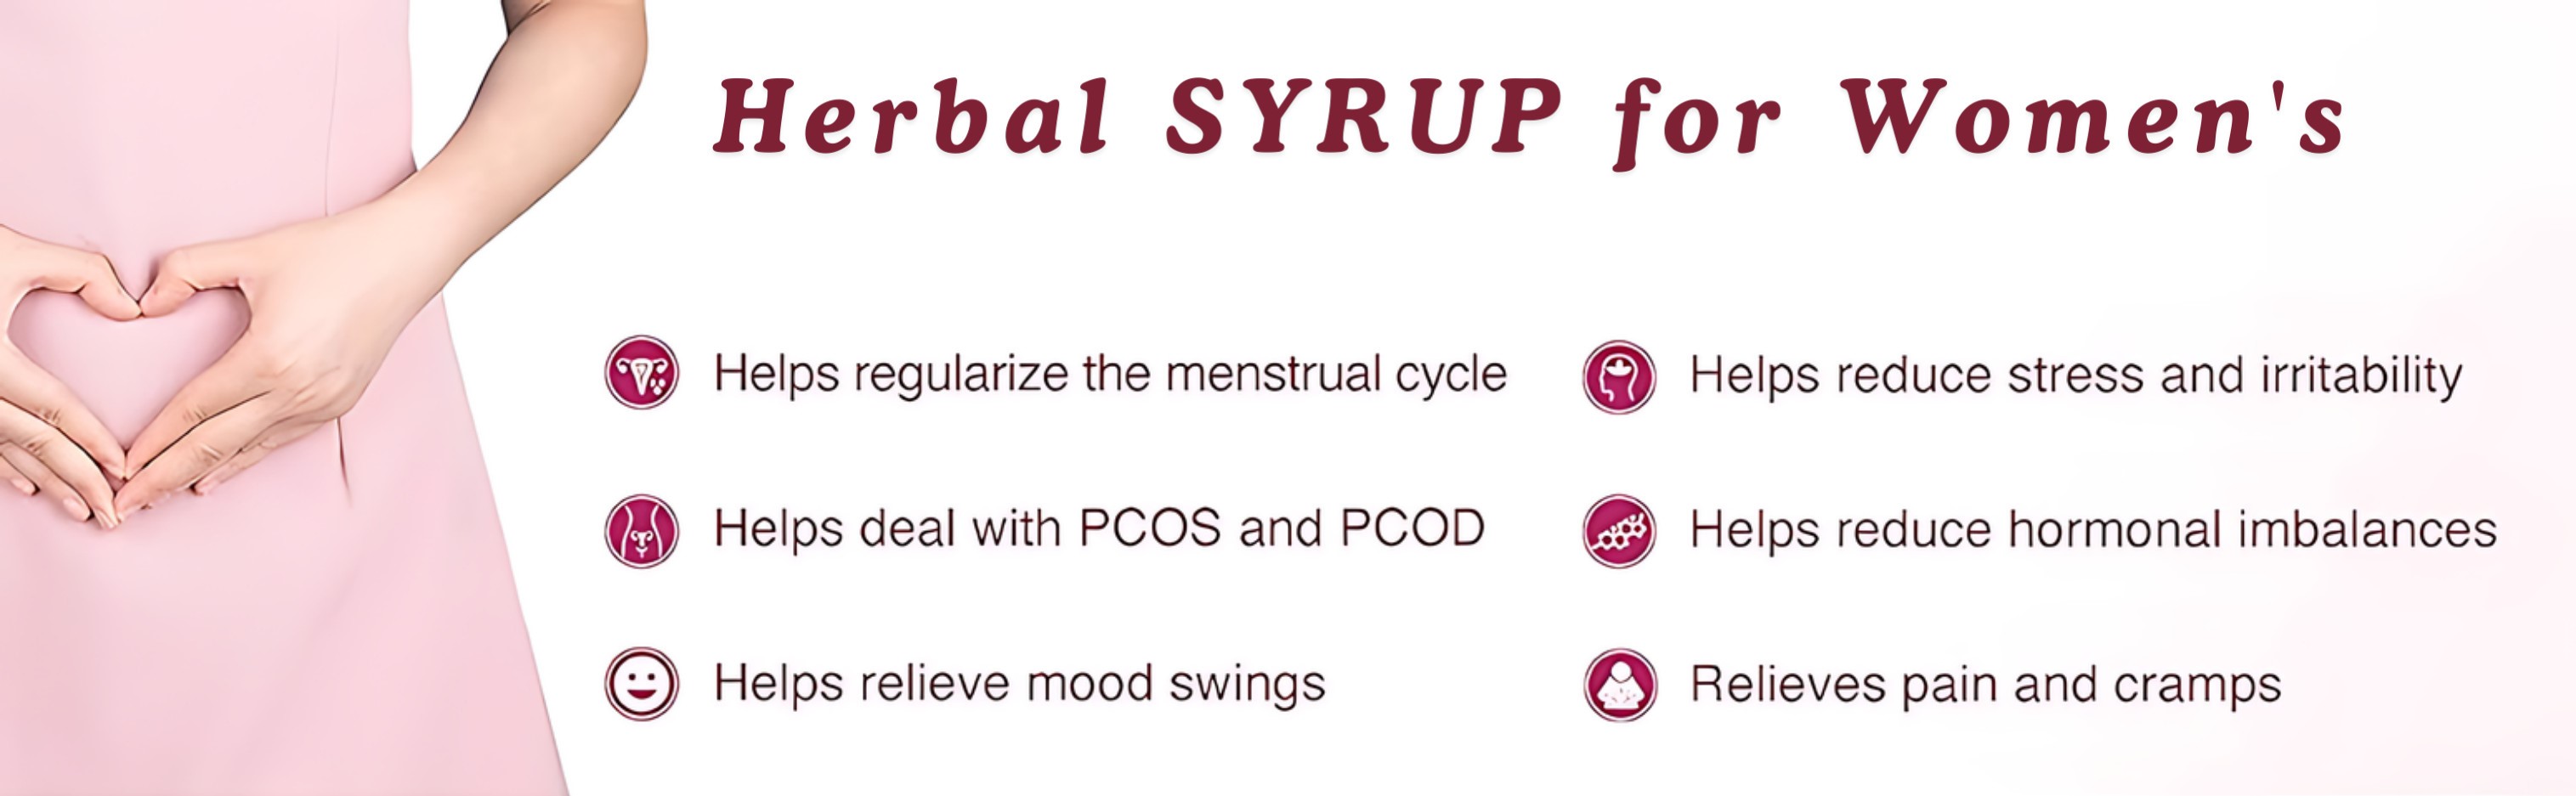 Herbal SYRUP for Women's
Helps regularize the menstrual cycle
Helps reduce stress and irritability
Helps deal with PCOS and PCOD
Helps reduce hormonal imbalances
Helps relieve mood swings
Relieves pain and cramps